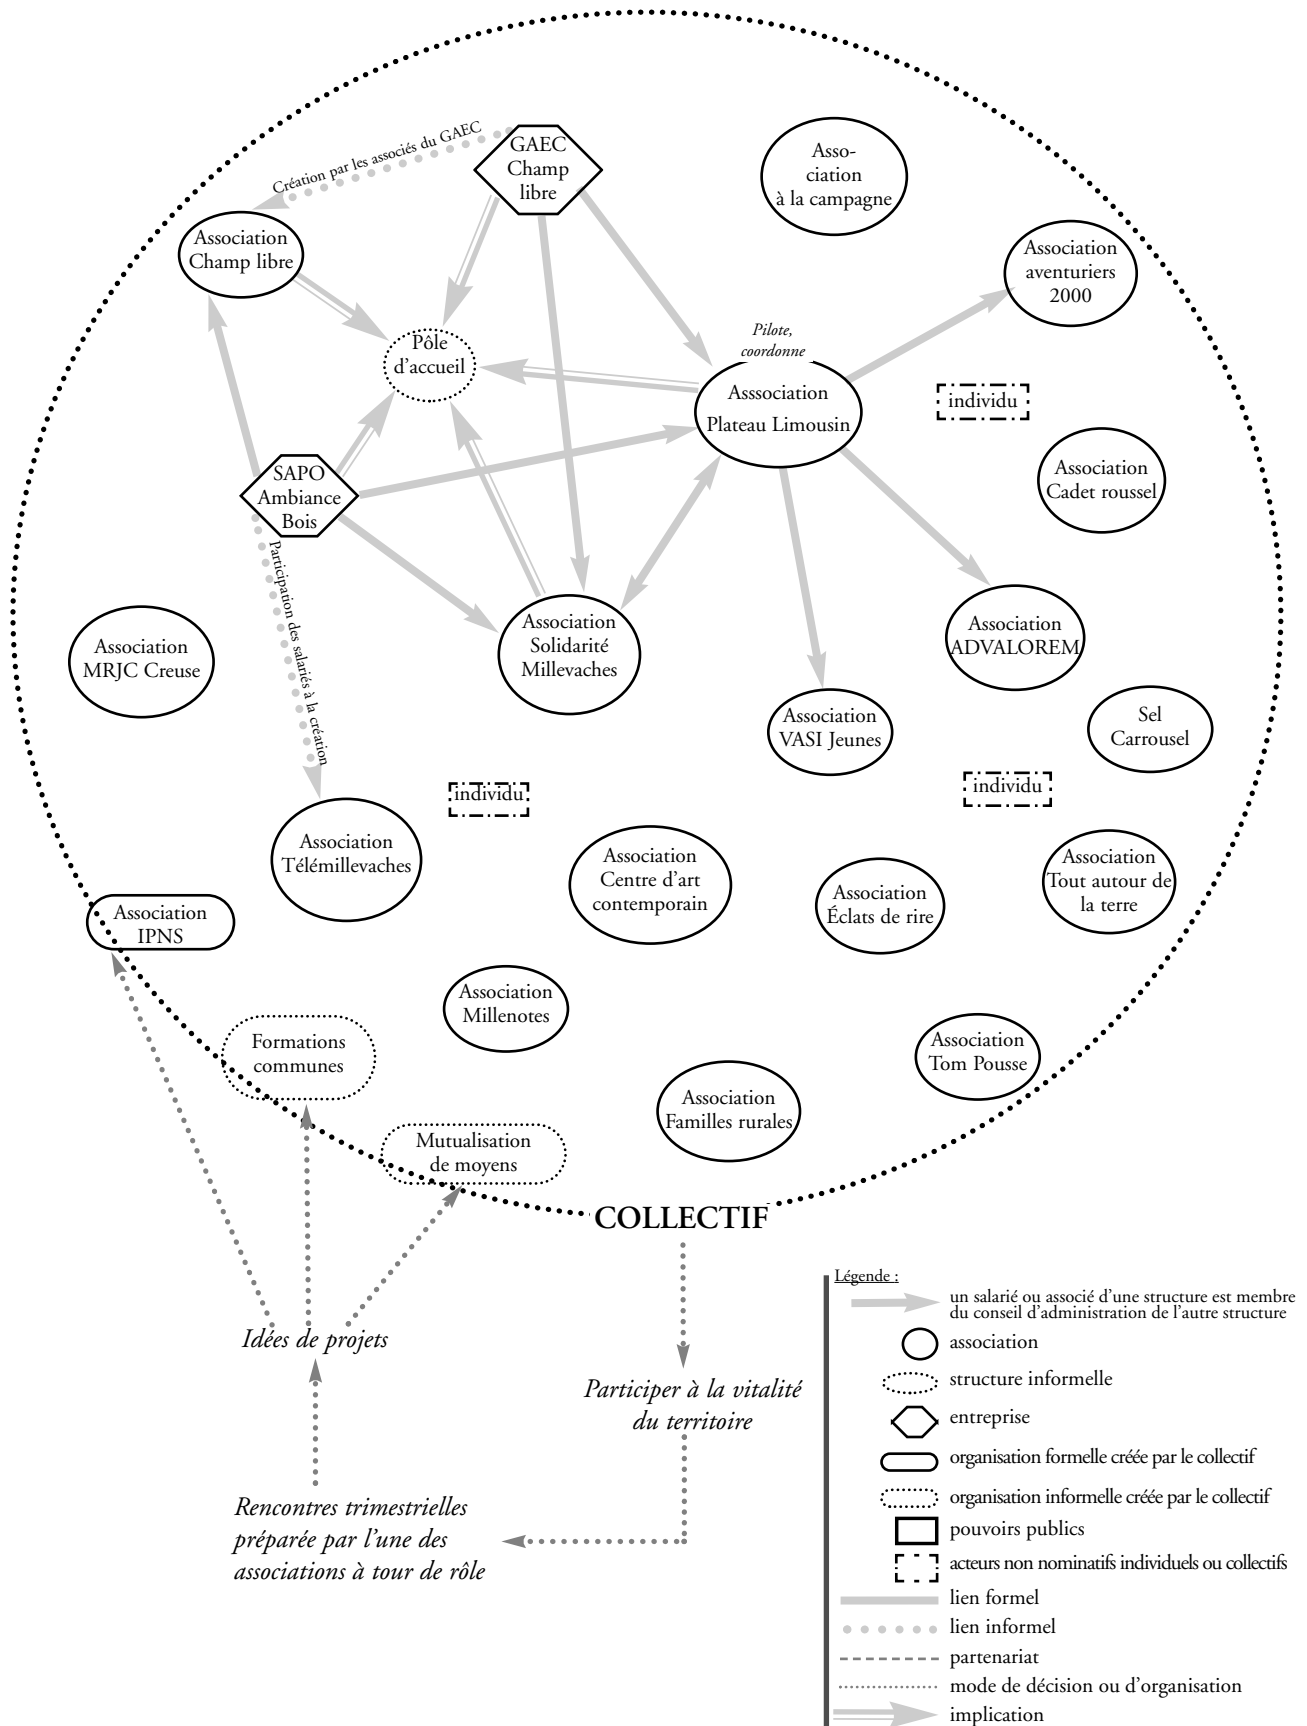 Création par les associés du GAEC
GAEC
Champ
libre
Asso-
ciation
à la campagne
Association
Champ libre
Association
aventuriers
2000
Pôle
d'accueil
Pilote,
coordonne
Asssociation
Plateau Limousin
individu
Association
Cadet roussel
SAPO
Ambiance
Bois
Participation des salariés à la création
Association
MRJC Creuse
Association
Solidarité
Millevaches
Association
ADVALOREM
Association
VASI Jeunes
Sel
Carrousel
individu
individu
Association
Télémillevaches
Association
Centre d'art
contemporain
Association
Éclats de rire
Association
Tout autour de
la terre
Association
IPNS
Association
Millenotes
Formations
communes
Association
Tom Pousse
Association
Familles rurales
Mutualisation
de moyens
COLLECTIF
Idées de projets
Participer à la vitalité
du territoire
Rencontres trimestrielles
préparée par l'une des
associations à tour de rôle
Légende :
un salarié ou associé d'une structure est membre
du conseil d'administration de l'autre structure
association
structure informelle
entreprise
organisation formelle créée par le collectif
organisation informelle créée par le collectif
pouvoirs publics
acteurs non nominatifs individuels ou collectifs
lien formel
lien informel
partenariat
mode de décision ou d'organisation
implication